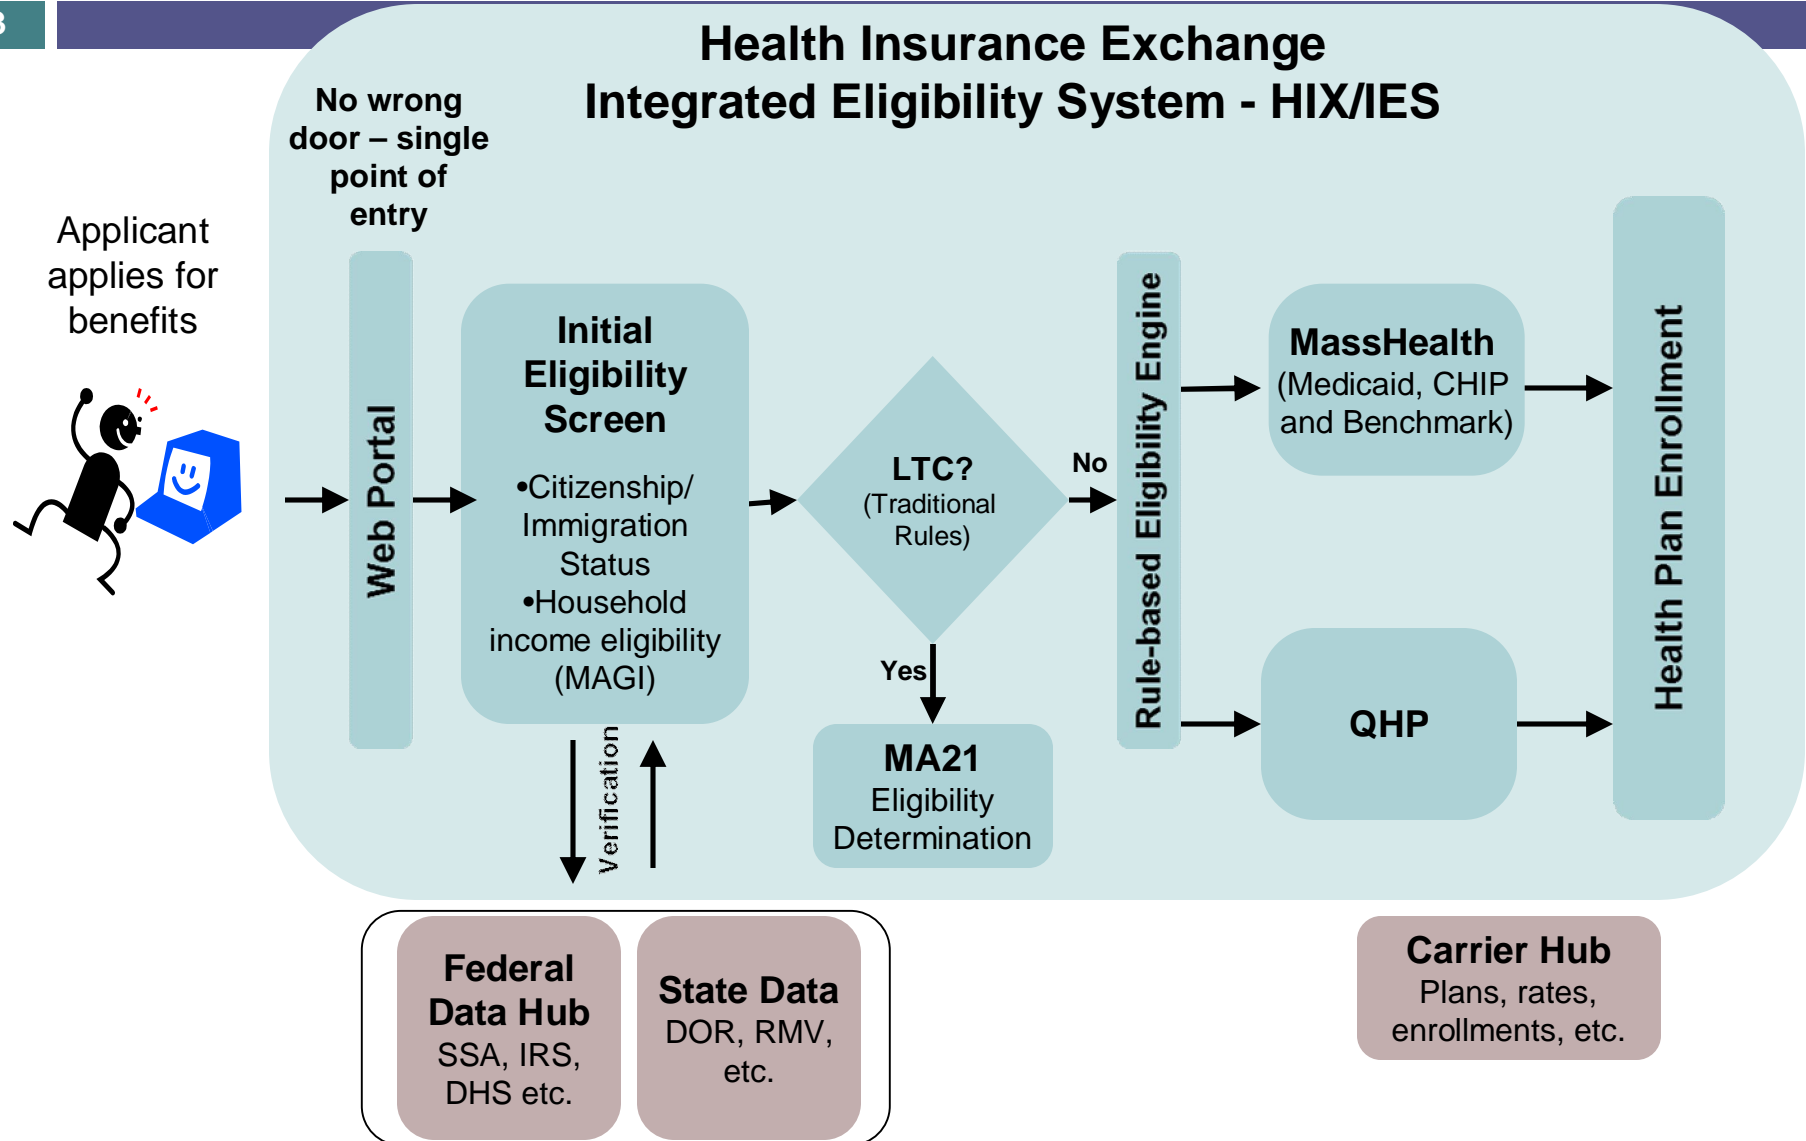 Health Insurance Exchange
Integrated Eligibility System - HIX/IES
No wrong
door – single
point of
entry
Applicant
applies for
benefits
Web Portal
Initial
Eligibility
Screen
•Citizenship/
Immigration
Status
•Household
income eligibility
(MAGI)
Verification
LTC?
(Traditional
Rules)
No
Yes
MA21
Eligibility
Determination
Rule-based Eligibility Engine
MassHealth
(Medicaid, CHIP
and Benchmark)
QHP
Health Plan Enrollment
Federal
Data Hub
SSA, IRS,
DHS etc.
State Data
DOR, RMV,
etc.
Carrier Hub
Plans, rates,
enrollments, etc.